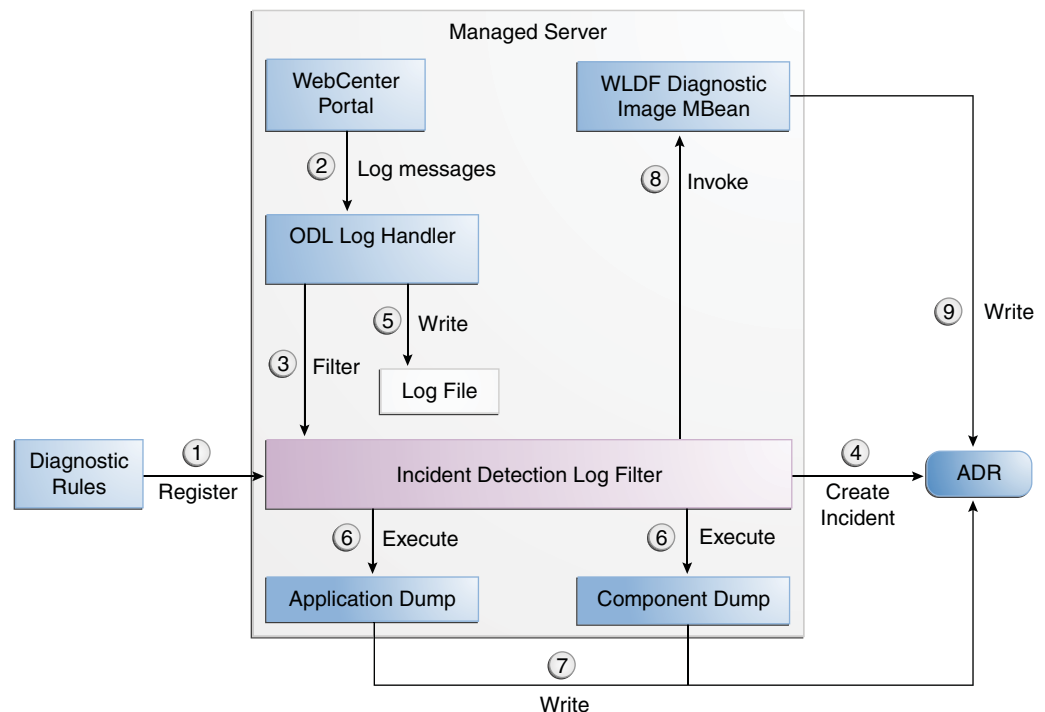 Managed Server
WebCenter
Portal
WLDF Diagnostic
Image MBean
2
Log messages
8
Invoke
ODL Log Handler
5
Write
9
Write
3
Filter
Log File
Diagnostic
Rules
1
Register
Incident Detection Log Filter
4
Create
Incident
ADR
6
Execute
6
Execute
Application Dump
Component Dump
7
Write